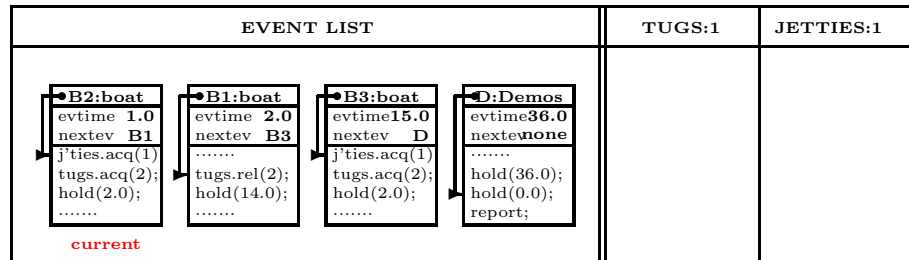 EVENT LIST TUGS:1 JETTIES:1
B2:boat B1:boat B3:boat D:Demos
evtime 1.0 evtime 2.0 evtime15.0 evtime36.0
nextev B1 nextev B3 nextev D nextevnone
j'ties.acq(1) ....... j'ties.acq(1) .......
tugs.acq(2); tugs.rel(2); tugs.acq(2); hold(36.0);
hold(2.0); hold(14.0); hold(2.0); hold(0.0);
....... ....... ....... report;
current